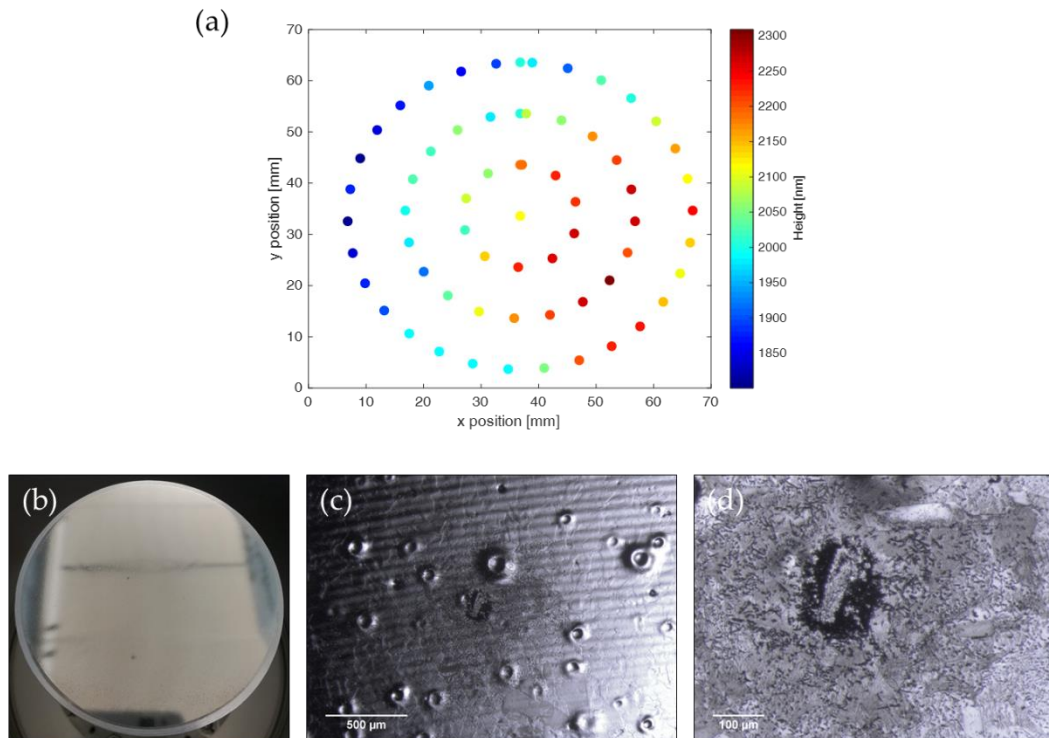 (a)
70
60
50
40
30
20
10
0
0 10 20 30 40 50 60 70
y position [mm]
x position [mm]
2300
2250
2200
2150
2100
2050
2000
1950
1900
1850
Height [nm]
(b)
(c)
500 µm
(d)
100 µm